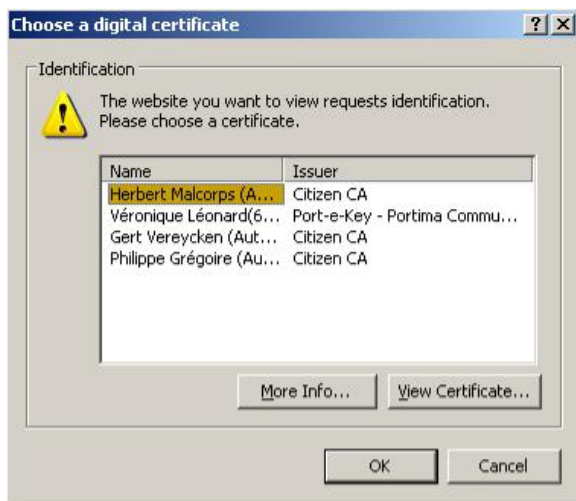 Choose a digital certificate
Identification
The website you want to view requests identification.
Please choose a certificate.
Name Issuer
Herbert Malcorps (A... Citizen CA
Véronique Léonard(6... Port-e-Key - Portima Commu...
Gert Vereycken (Aut... Citizen CA
Philippe Grégoire (Au... Citizen CA
More Info... View Certificate...
OK Cancel